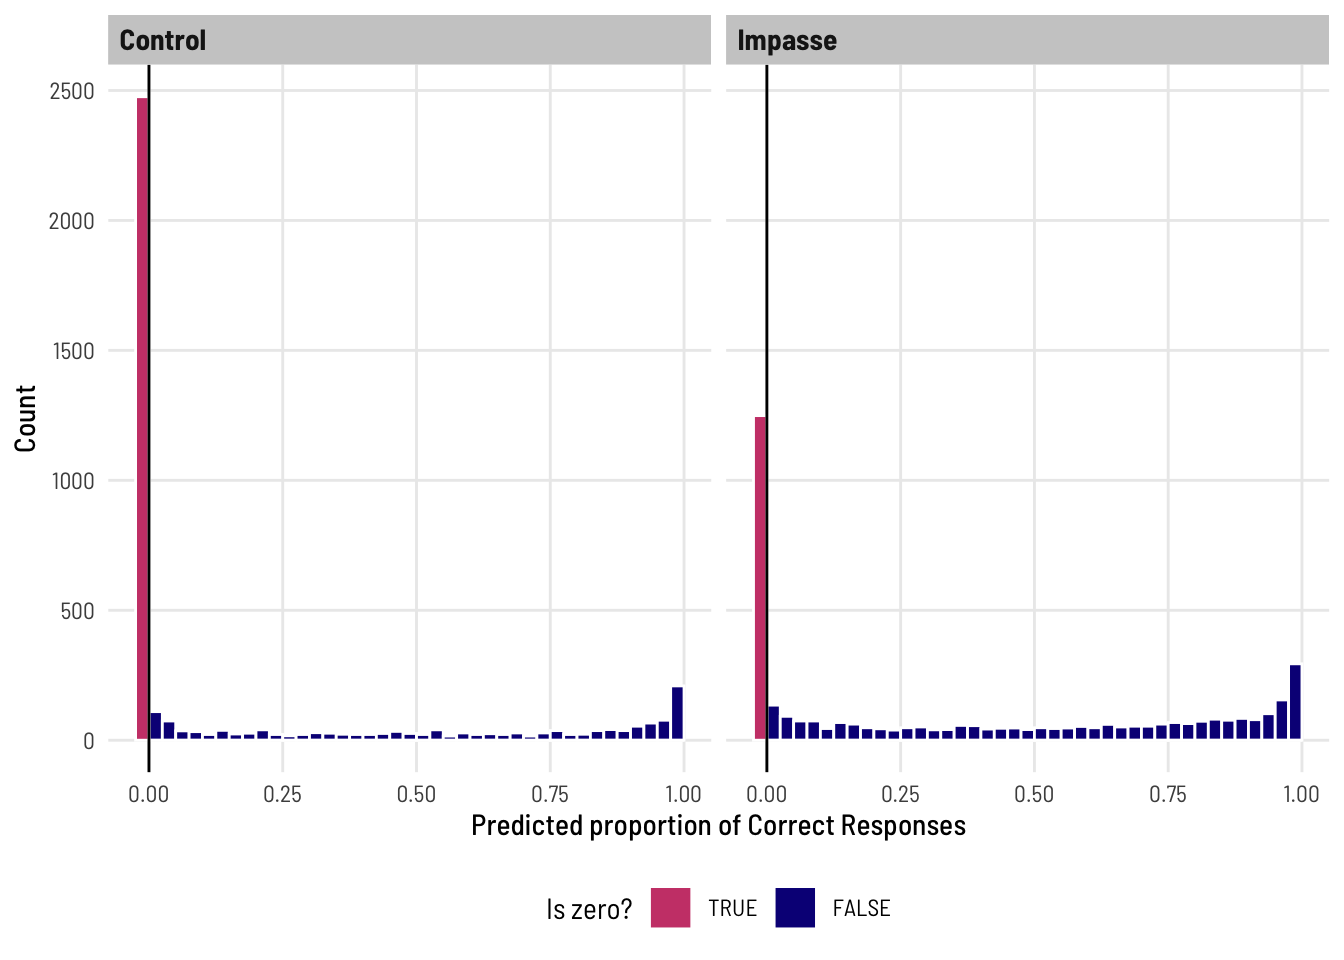 Control Impasse
2500
2000
1500
1000
500
0
Count
0.00 0.25 0.50 0.75 1.00 0.00 0.25 0.50 0.75 1.00
Predicted proportion of Correct Responses
Is zero? TRUE FALSE